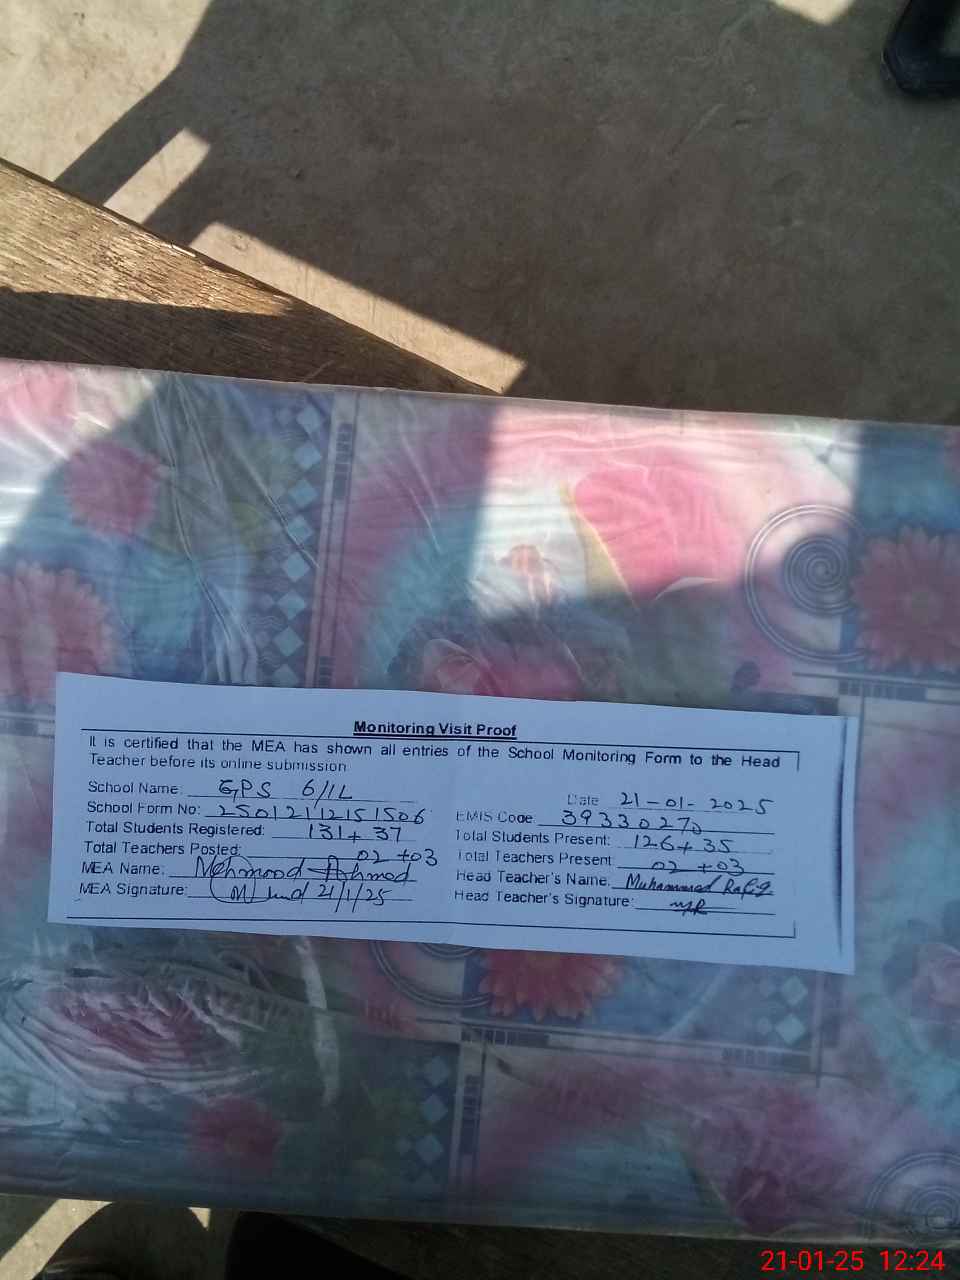 Monitoring Visit Proof
It is certified that the MEA has shown all entries of the School Monitoring Form to the Head
Teacher before its online submission
School Name: GPS 6/1L
Date 21-01-2025
School Form No: 25012112151506
EMIS Code: 39330270
Total Students Registered: 131+37
Total Students Present: 126+35
Total Teachers Posted: 02+03
Total Teachers Present: 02+03
MEA Name: Mehmood Ahmed
Head Teacher's Name: Muhammad Rafiq
MEA Signature: 21/1/25
Head Teacher's Signature: MR
21-01-25 12:24